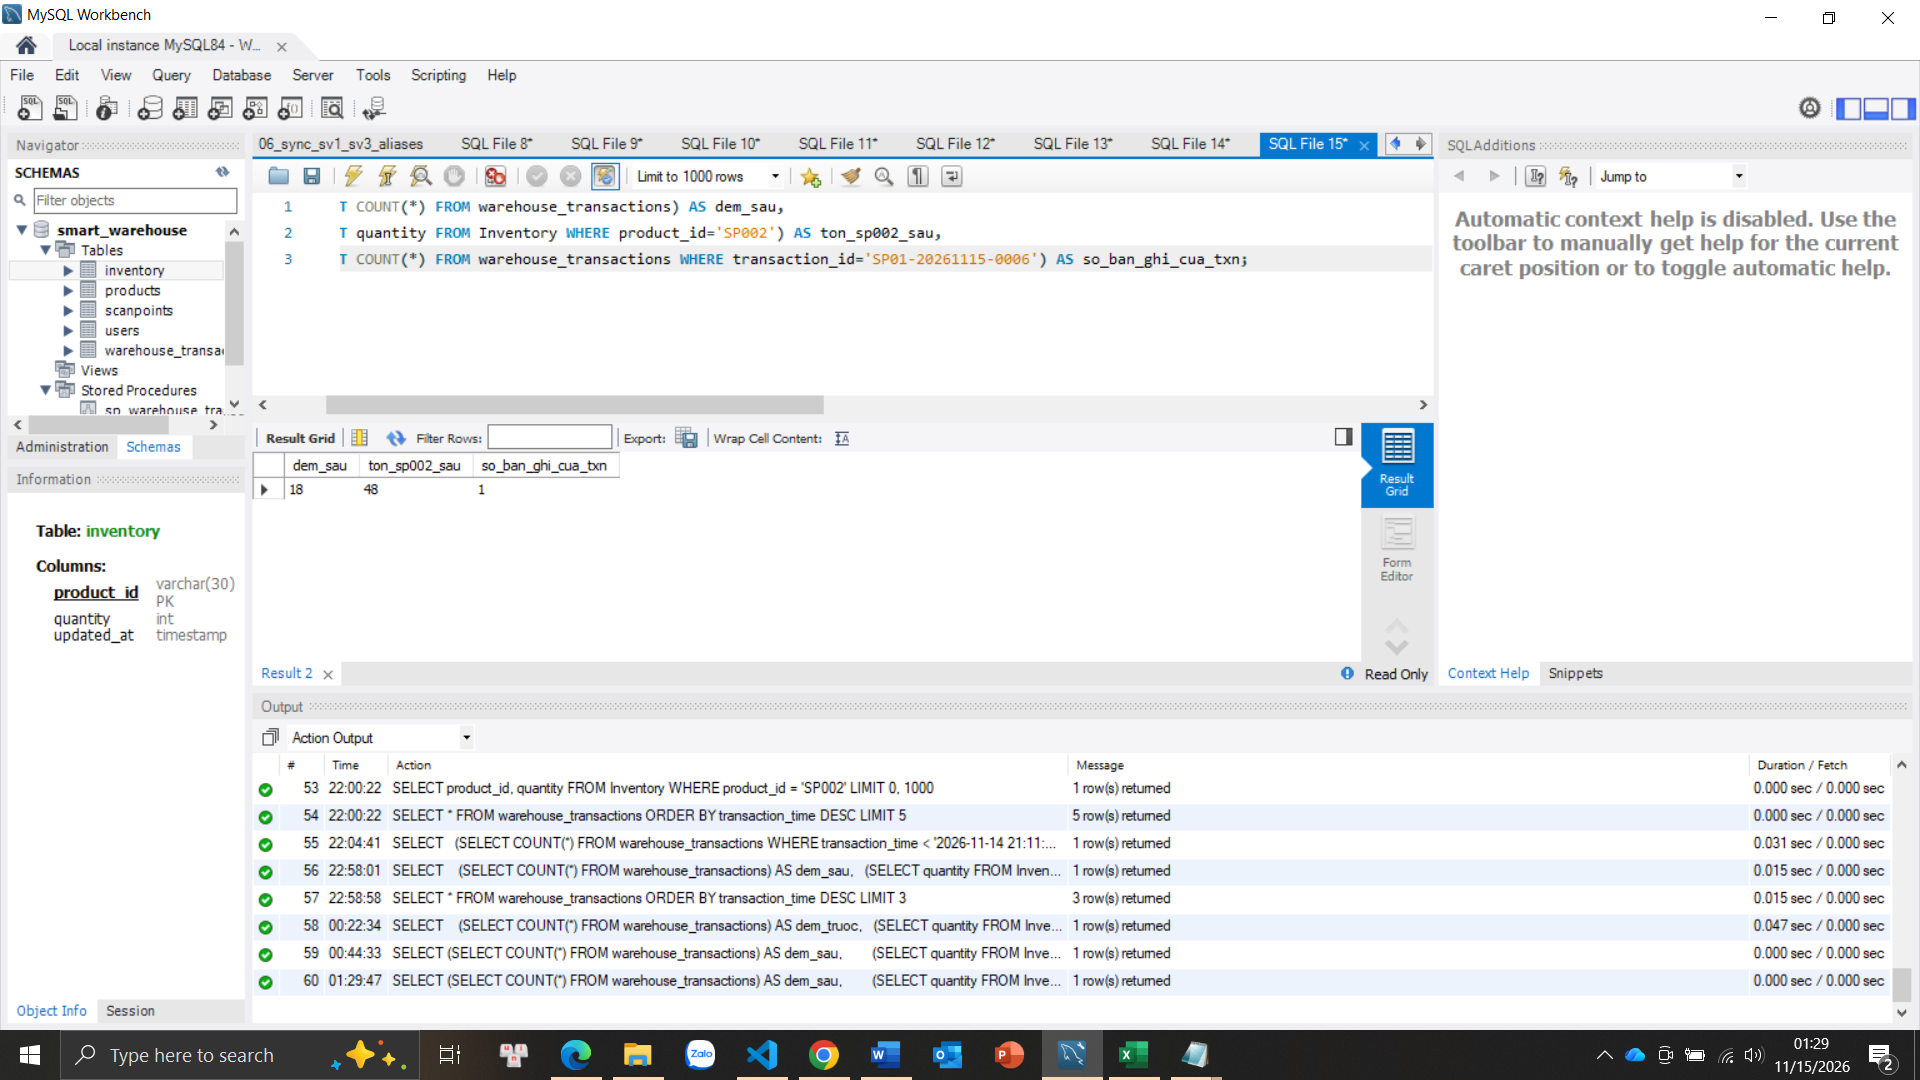 MySQL Workbench
Local instance MySQL84 - W...
File Edit View Query Database Server Tools Scripting Help
Navigator
SCHEMAS
Filter objects
smart_warehouse
Tables
inventory
products
scanpoints
users
warehouse_transa
Views
Stored Procedures
sp_warehouse_tra
Administration Schemas
Information
Table: inventory
Columns:
product_id varchar(30) PK
quantity int
updated_at timestamp
Object Info Session
06_sync_sv1_sv3_aliases SQL File 8* SQL File 9* SQL File 10* SQL File 11* SQL File 12* SQL File 13* SQL File 14* SQL File 15*
Limit to 1000 rows
1 T COUNT(*) FROM warehouse_transactions) AS dem_sau,
2 T quantity FROM Inventory WHERE product_id='SP002') AS ton_sp002_sau,
3 T COUNT(*) FROM warehouse_transactions WHERE transaction_id='SP01-20261115-0006') AS so_ban_ghi_cua_txn;
Result Grid Filter Rows: Export: Wrap Cell Content:
dem_sau ton_sp002_sau so_ban_ghi_cua_txn
18 48 1
Result Grid
Form Editor
Result 2 Read Only
SQLAdditions
Jump to
Automatic context help is disabled. Use the
toolbar to manually get help for the current
caret position or to toggle automatic help.
Context Help Snippets
Output
Action Output
# Time Action Message Duration / Fetch
53 22:00:22 SELECT product_id, quantity FROM Inventory WHERE product_id = 'SP002' LIMIT 0, 1000 1 row(s) returned 0.000 sec / 0.000 sec
54 22:00:22 SELECT * FROM warehouse_transactions ORDER BY transaction_time DESC LIMIT 5 5 row(s) returned 0.000 sec / 0.000 sec
55 22:04:41 SELECT (SELECT COUNT(*) FROM warehouse_transactions WHERE transaction_time < '2026-11-14 21:11:... 1 row(s) returned 0.031 sec / 0.000 sec
56 22:58:01 SELECT (SELECT COUNT(*) FROM warehouse_transactions) AS dem_sau, (SELECT quantity FROM Inven... 1 row(s) returned 0.015 sec / 0.000 sec
57 22:58:58 SELECT * FROM warehouse_transactions ORDER BY transaction_time DESC LIMIT 3 3 row(s) returned 0.015 sec / 0.000 sec
58 00:22:34 SELECT (SELECT COUNT(*) FROM warehouse_transactions) AS dem_truoc, (SELECT quantity FROM Inve... 1 row(s) returned 0.047 sec / 0.000 sec
59 00:44:33 SELECT (SELECT COUNT(*) FROM warehouse_transactions) AS dem_sau, (SELECT quantity FROM Inve... 1 row(s) returned 0.000 sec / 0.000 sec
60 01:29:47 SELECT (SELECT COUNT(*) FROM warehouse_transactions) AS dem_sau, (SELECT quantity FROM Inve... 1 row(s) returned 0.000 sec / 0.000 sec
Type here to search
Zalo
01:29
11/15/2026
2